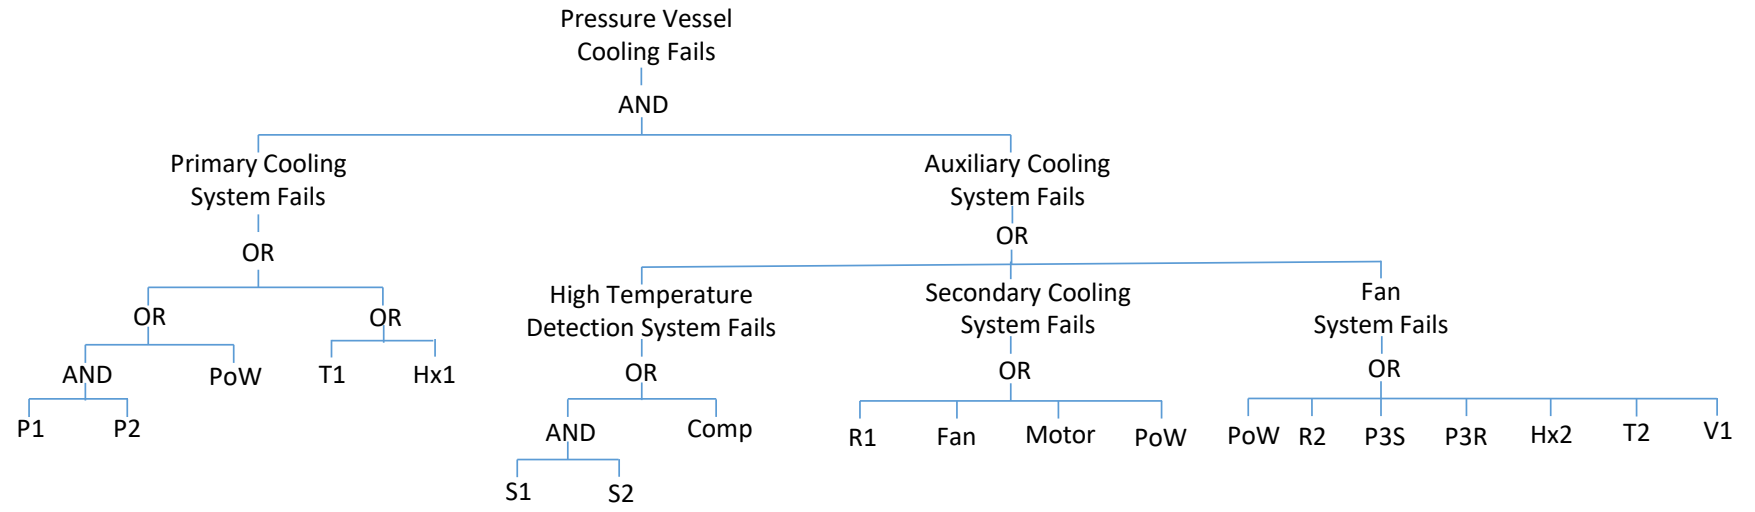 Pressure Vessel
Cooling Fails
AND
Primary Cooling
System Fails
Auxiliary Cooling
System Fails
OR
OR
High Temperature
Detection System Fails
Secondary Cooling
System Fails
Fan
System Fails
OR
OR
OR
OR
OR
AND
PoW
T1
Hx1
P1
P2
AND
Comp
R1
Fan
Motor
PoW
PoW
R2
P3S
P3R
Hx2
T2
V1
S1
S2